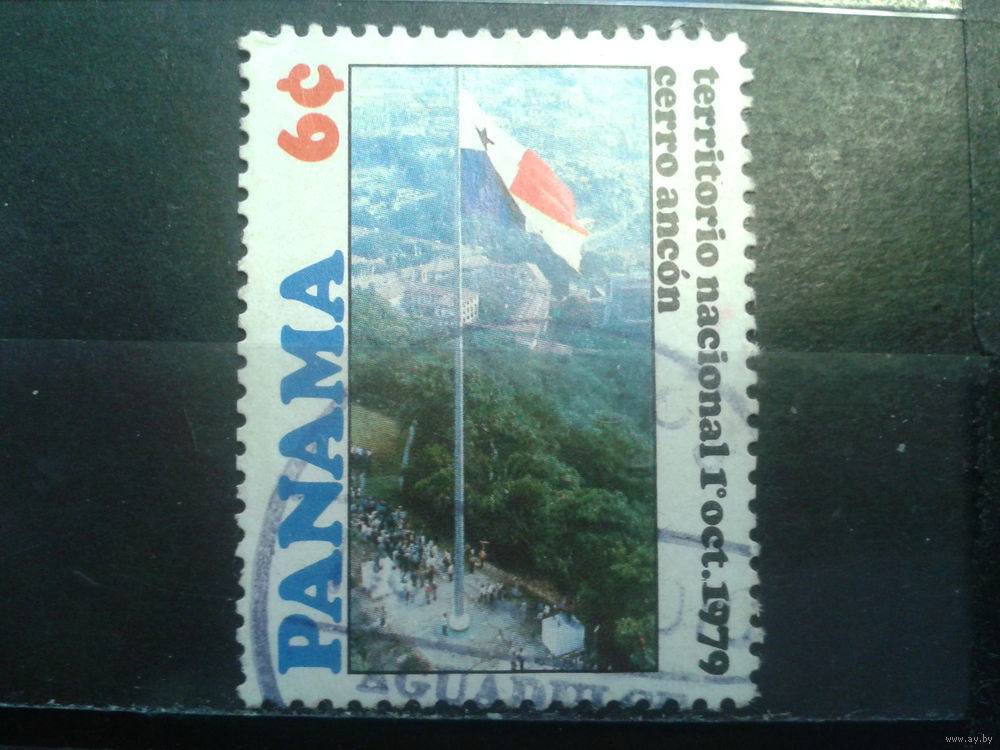 PANAMA 6¢
territorio nacional 1° oct. 1979
cerro ancón
www.ay.by